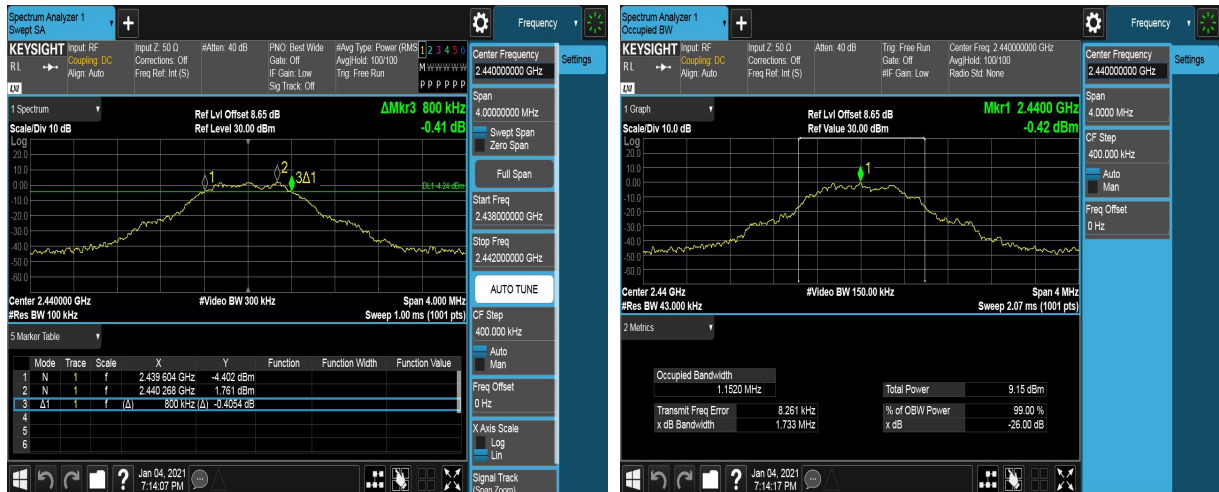 Spectrum Analyzer 1
Swept SA
+
Frequency
KEYSIGHT
RL
LXI
Input: RF
Coupling: DC
Align: Auto
Input Z: 50 Ω
Corrections: Off
Freq Ref: Int (S)
#Atten: 40 dB
PNO: Best Wide
Gate: Off
IF Gain: Low
Sig Track: Off
#Avg Type: Power (RMS
Avg|Hold: 100/100
Trig: Free Run
1 2 3 4 5 6
M W W W W W
P P P P P P
Center Frequency
2.440000000 GHz
Settings
Span
4.00000000 MHz
Swept Span
Zero Span
Full Span
Start Freq
2.438000000 GHz
Stop Freq
2.442000000 GHz
AUTO TUNE
CF Step
400.000 kHz
Auto
Man
Freq Offset
0 Hz
X Axis Scale
Log
Lin
Signal Track
(Span Zoom)
1 Spectrum
Scale/Div 10 dB
Ref Lvl Offset 8.65 dB
Ref Level 30.00 dBm
ΔMkr3 800 kHz
-0.41 dB
Log
20.0
10.0
0.00
-10.0
-20.0
-30.0
-40.0
-50.0
-60.0
1
2
3Δ1
DL1 -4.24 dBm
Center 2.440000 GHz
#Res BW 100 kHz
#Video BW 300 kHz
Span 4.000 MHz
Sweep 1.00 ms (1001 pts)
5 Marker Table
Mode Trace Scale X Y Function Function Width Function Value
1 N 1 f 2.439 604 GHz -4.402 dBm
2 N 1 f 2.440 268 GHz 1.761 dBm
3 Δ1 1 f (Δ) 800 kHz (Δ) -0.4054 dB
4
5
6
?
Jan 04, 2021
7:14:07 PM
Spectrum Analyzer 1
Occupied BW
+
Frequency
KEYSIGHT
RL
LXI
Input: RF
Coupling: DC
Align: Auto
Input Z: 50 Ω
Corrections: Off
Freq Ref: Int (S)
Atten: 40 dB
Trig: Free Run
Gate: Off
#IF Gain: Low
Center Freq: 2.440000000 GHz
Avg|Hold: 100/100
Radio Std: None
Center Frequency
2.440000000 GHz
Settings
Span
4.0000 MHz
CF Step
400.000 kHz
Auto
Man
Freq Offset
0 Hz
1 Graph
Scale/Div 10.0 dB
Ref Lvl Offset 8.65 dB
Ref Value 30.00 dBm
Mkr1 2.4400 GHz
-0.42 dBm
Log
20.0
10.0
0.00
-10.0
-20.0
-30.0
-40.0
-50.0
-60.0
1
Center 2.44 GHz
#Res BW 43.000 kHz
#Video BW 150.00 kHz
Span 4 MHz
Sweep 2.07 ms (1001 pts)
2 Metrics
Occupied Bandwidth
1.1520 MHz
Total Power 9.15 dBm
Transmit Freq Error 8.261 kHz
% of OBW Power 99.00 %
x dB Bandwidth 1.733 MHz
x dB -26.00 dB
?
Jan 04, 2021
7:14:17 PM